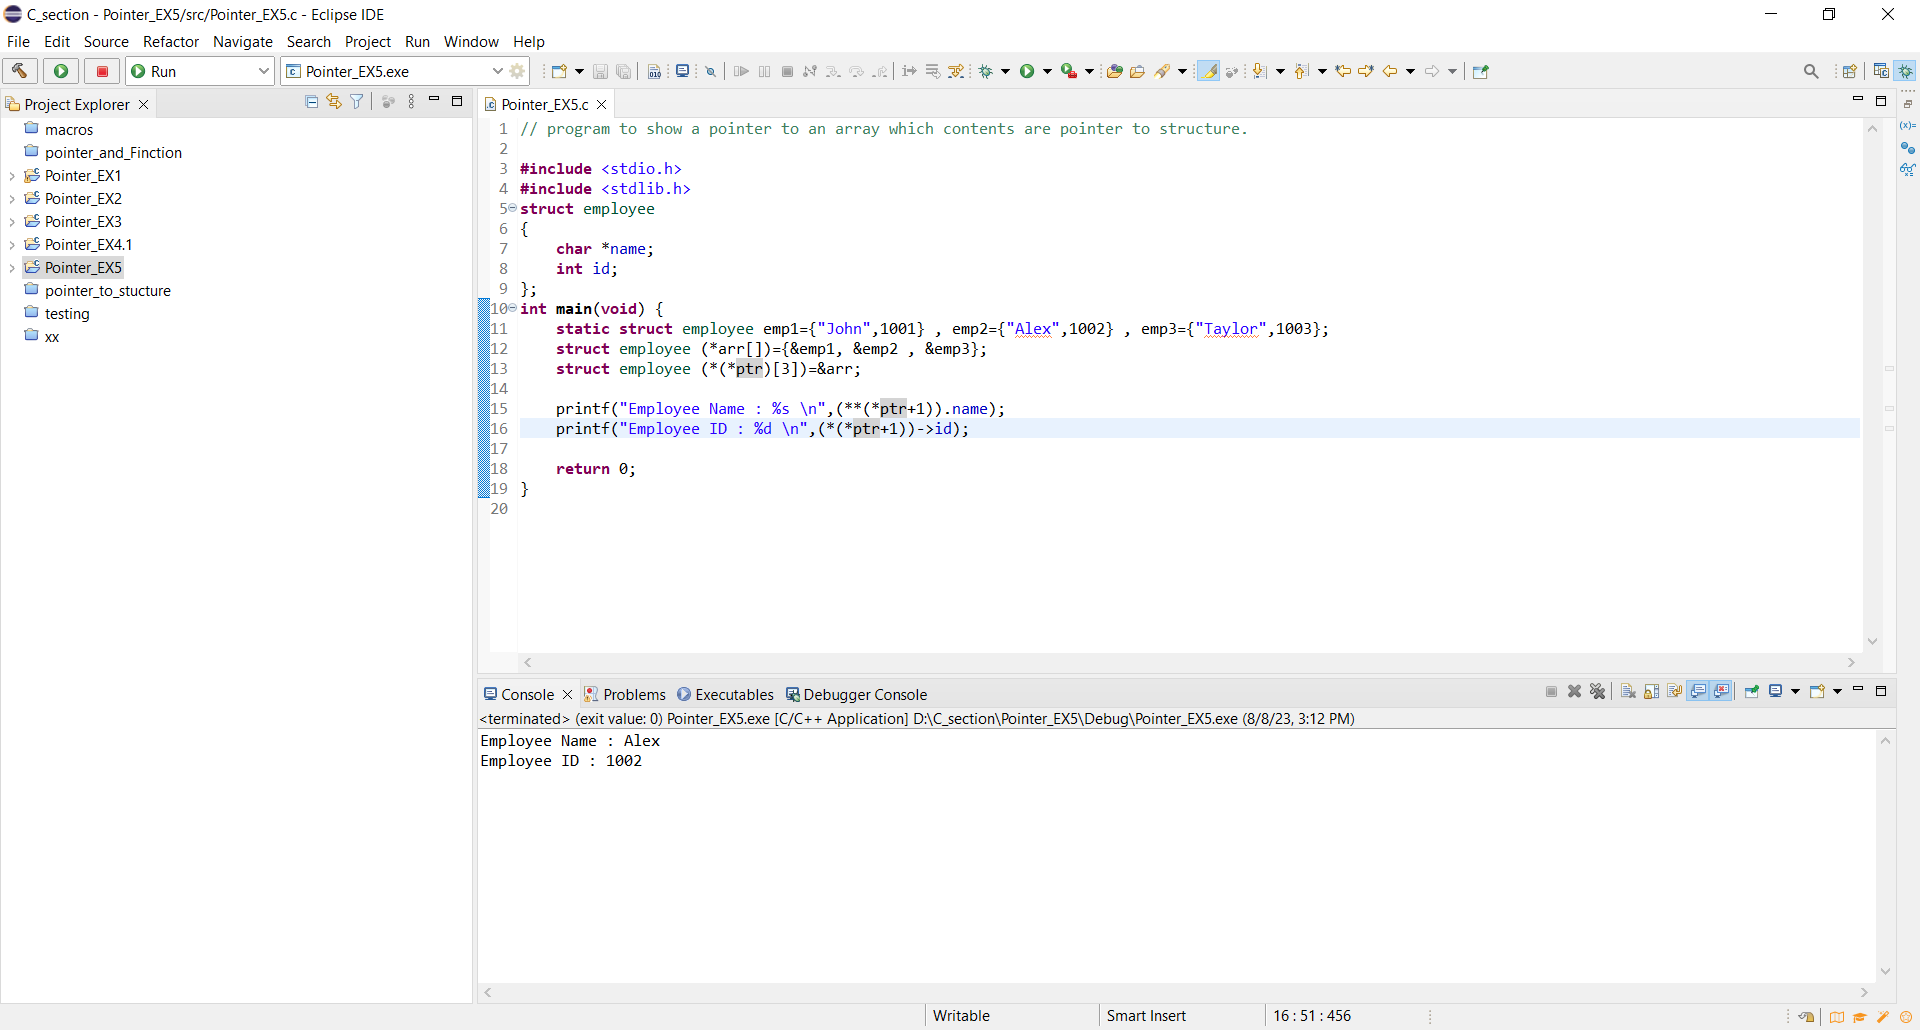 C_section - Pointer_EX5/src/Pointer_EX5.c - Eclipse IDE
File Edit Source Refactor Navigate Search Project Run Window Help
Run Pointer_EX5.exe
Project Explorer
macros
pointer_and_Finction
Pointer_EX1
Pointer_EX2
Pointer_EX3
Pointer_EX4.1
Pointer_EX5
pointer_to_stucture
testing
xx
Pointer_EX5.c
1 // program to show a pointer to an array which contents are pointer to structure.
2
3 #include <stdio.h>
4 #include <stdlib.h>
5 struct employee
6 {
7     char *name;
8     int id;
9 };
10 int main(void) {
11     static struct employee emp1={"John",1001} , emp2={"Alex",1002} , emp3={"Taylor",1003};
12     struct employee (*arr[])={&emp1, &emp2 , &emp3};
13     struct employee (*(*ptr)[3])=&arr;
14
15     printf("Employee Name : %s \n",(**(*ptr+1)).name);
16     printf("Employee ID : %d \n",(*(*ptr+1))->id);
17
18     return 0;
19 }
20
Console Problems Executables Debugger Console
<terminated> (exit value: 0) Pointer_EX5.exe [C/C++ Application] D:\C_section\Pointer_EX5\Debug\Pointer_EX5.exe (8/8/23, 3:12 PM)
Employee Name : Alex
Employee ID : 1002
Writable Smart Insert 16 : 51 : 456